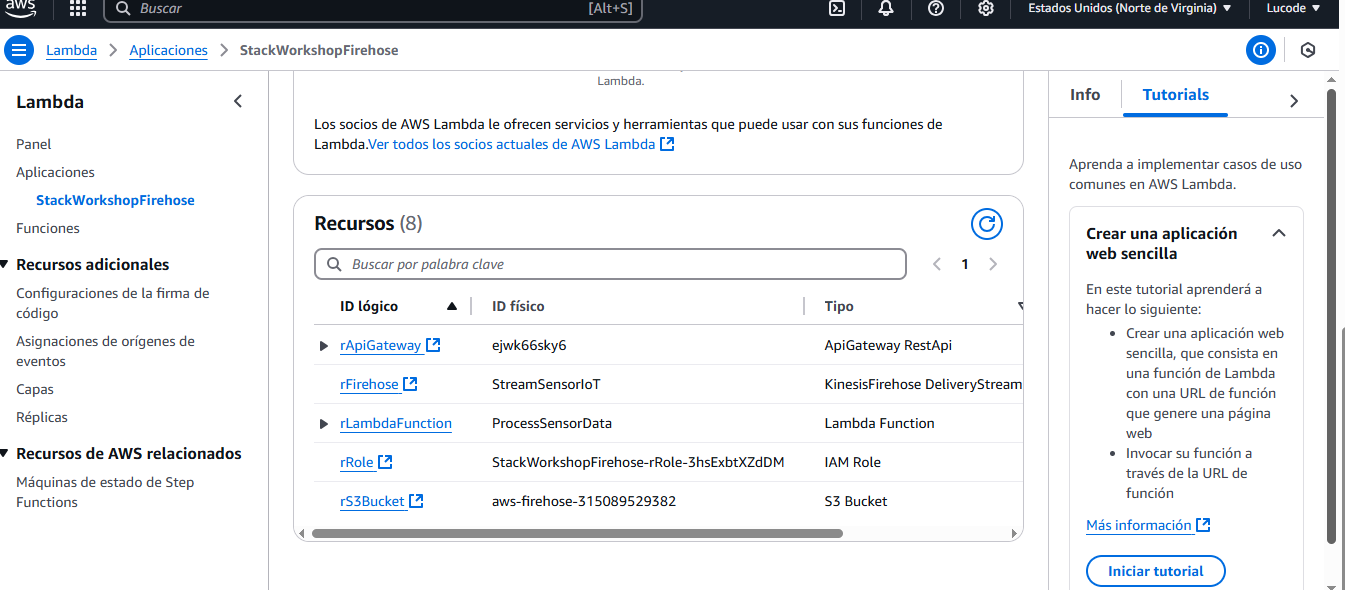 aws
Buscar [Alt+S]
Estados Unidos (Norte de Virginia) Lucode
Lambda Aplicaciones StackWorkshopFirehose
Lambda
Panel
Aplicaciones
StackWorkshopFirehose
Funciones
Recursos adicionales
Configuraciones de la firma de
código
Asignaciones de orígenes de
eventos
Capas
Réplicas
Recursos de AWS relacionados
Máquinas de estado de Step
Functions
Lambda.
Los socios de AWS Lambda le ofrecen servicios y herramientas que puede usar con sus funciones de
Lambda.Ver todos los socios actuales de AWS Lambda
Recursos (8)
Buscar por palabra clave
1
ID lógico ID físico Tipo
rApiGateway ejwk66sky6 ApiGateway RestApi
rFirehose StreamSensorIoT KinesisFirehose DeliveryStream
rLambdaFunction ProcessSensorData Lambda Function
rRole StackWorkshopFirehose-rRole-3hsExbtXZdDM IAM Role
rS3Bucket aws-firehose-315089529382 S3 Bucket
Info Tutorials
Aprenda a implementar casos de uso
comunes en AWS Lambda.
Crear una aplicación
web sencilla
En este tutorial aprenderá a
hacer lo siguiente:
• Crear una aplicación web
sencilla, que consista en
una función de Lambda
con una URL de función
que genere una página
web
• Invocar su función a
través de la URL de
función
Más información
Iniciar tutorial